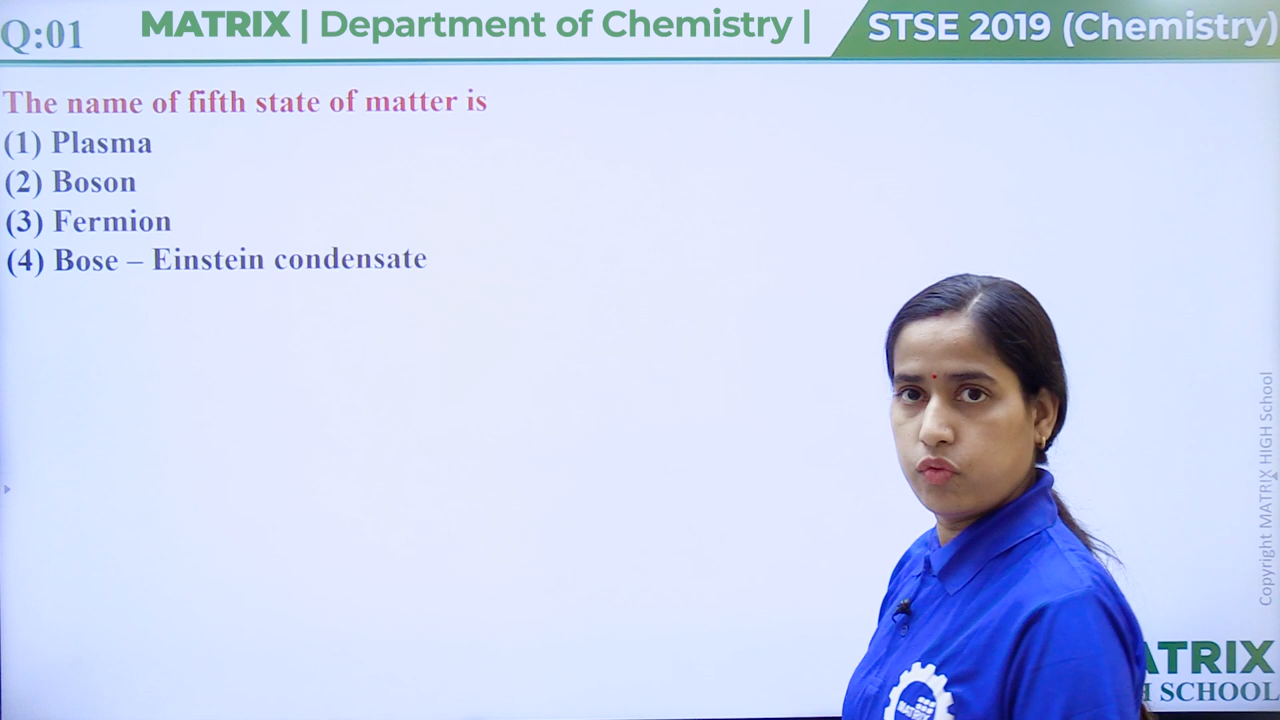 Q:01
MATRIX | Department of Chemistry |
STSE 2019 (Chemistry)
The name of fifth state of matter is
(1) Plasma
(2) Boson
(3) Fermion
(4) Bose – Einstein condensate
Copyright MATRIX HIGH School
MATRIX
ATRIX
H SCHOOL